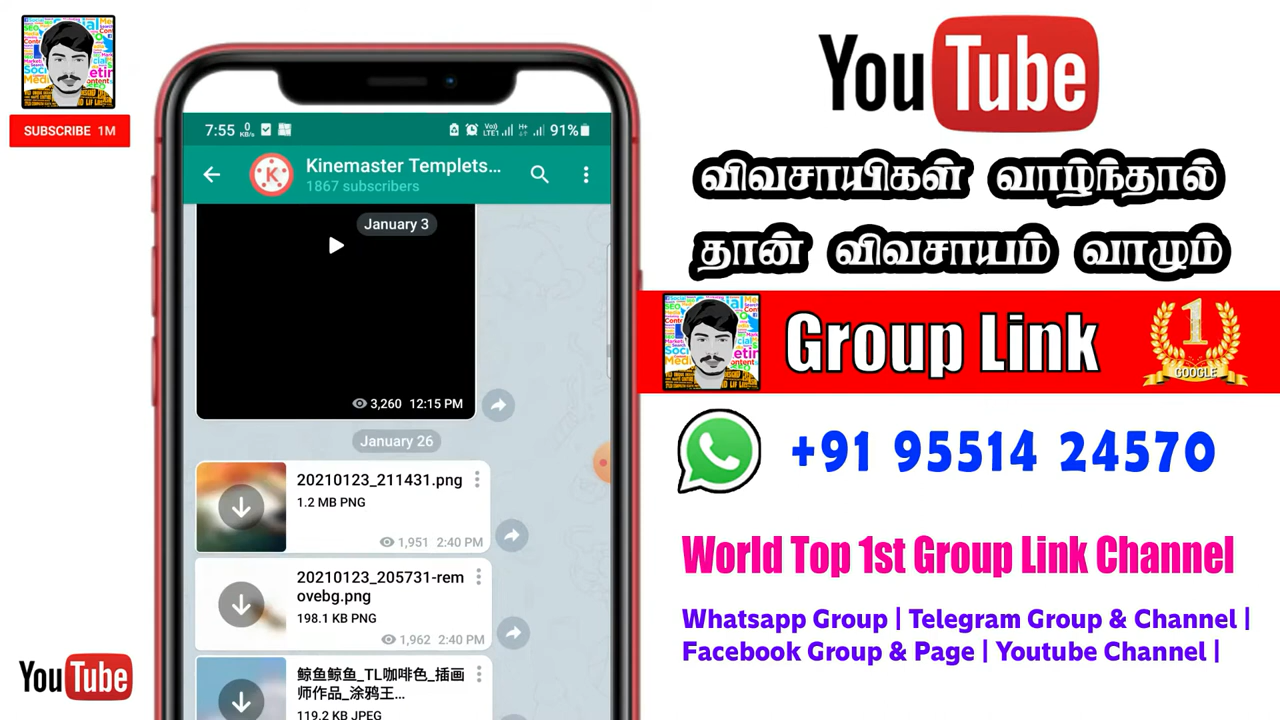 SUBSCRIBE 1M
7:55 0 KB/s Vo) LTE1 H+ 91%
Kinemaster Templets...
1867 subscribers
January 3
3,260 12:15 PM
January 26
20210123_211431.png
1.2 MB PNG
1,951 2:40 PM
20210123_205731-rem
ovebg.png
198.1 KB PNG
1,962 2:40 PM
鲸鱼鲸鱼_TL咖啡色_插画
师作品_涂鸦王...
119.2 KB JPEG
YouTube
YouTube
விவசாயிகள் வாழ்ந்தால்
தான் விவசாயம் வாழும்
Group Link
1
GOOGLE
+91 95514 24570
World Top 1st Group Link Channel
Whatsapp Group | Telegram Group & Channel |
Facebook Group & Page | Youtube Channel |